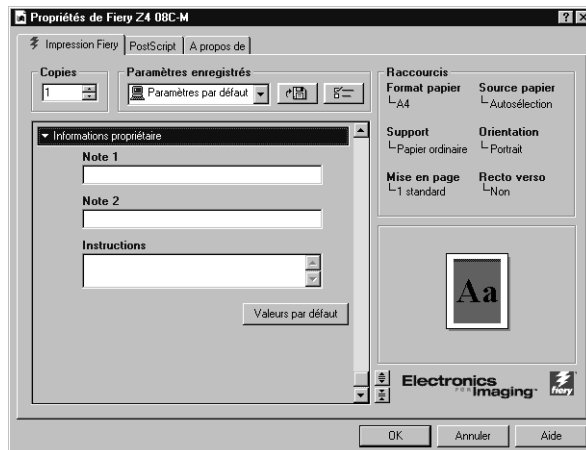 Propriétés de Fiery Z4 08C-M
Impression Fiery
PostScript
A propos de
Copies
1
Paramètres enregistrés
Paramètres par défaut
Raccourcis
Format papier
A4
Source papier
Autosélection
Support
Papier ordinaire
Orientation
Portrait
Mise en page
1 standard
Recto verso
Non
Informations propriétaire
Note 1
Note 2
Instructions
Valeurs par défaut
Aa
Electronics
FOR Imaging
fiery
OK
Annuler
Aide